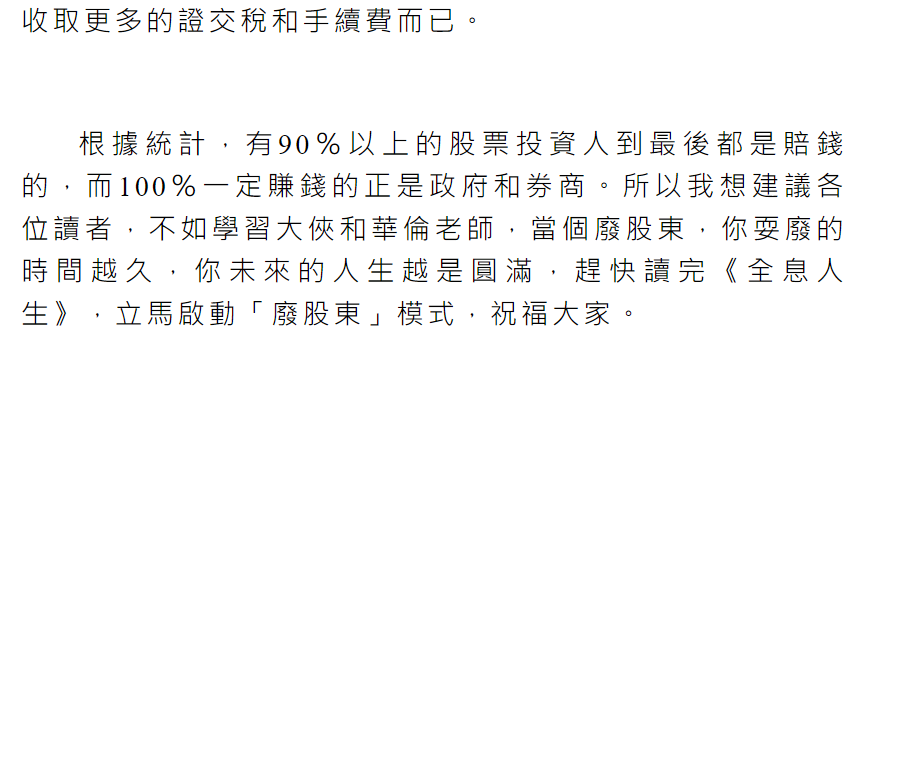 收取更多的證交稅和手續費而已。
根據統計，有90％以上的股票投資人到最後都是賠錢
的，而100％一定賺錢的正是政府和券商。所以我想建議各
位讀者，不如學習大俠和華倫老師，當個廢股東，你耍廢的
時間越久，你未來的人生越是圓滿，趕快讀完《全息人
生》，立馬啟動「廢股東」模式，祝福大家。